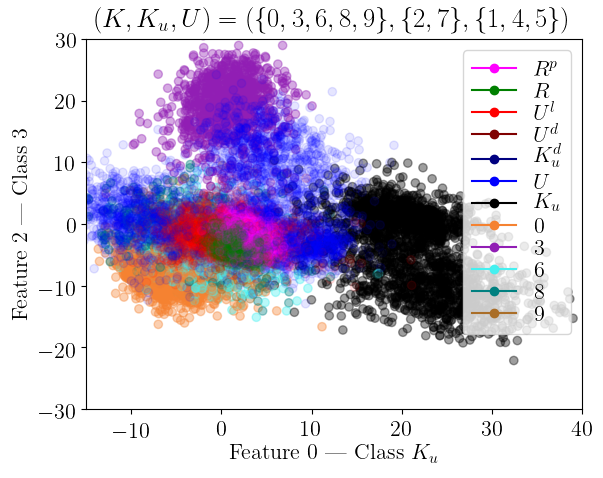 (K, K_u, U) = ({0, 3, 6, 8, 9}, {2, 7}, {1, 4, 5})
Feature 2 — Class 3
30
20
10
0
−10
−20
−30
R^p
R
U^l
U^d
K_u^d
U
K_u
0
3
6
8
9
−10
0
10
20
30
40
Feature 0 — Class K_u